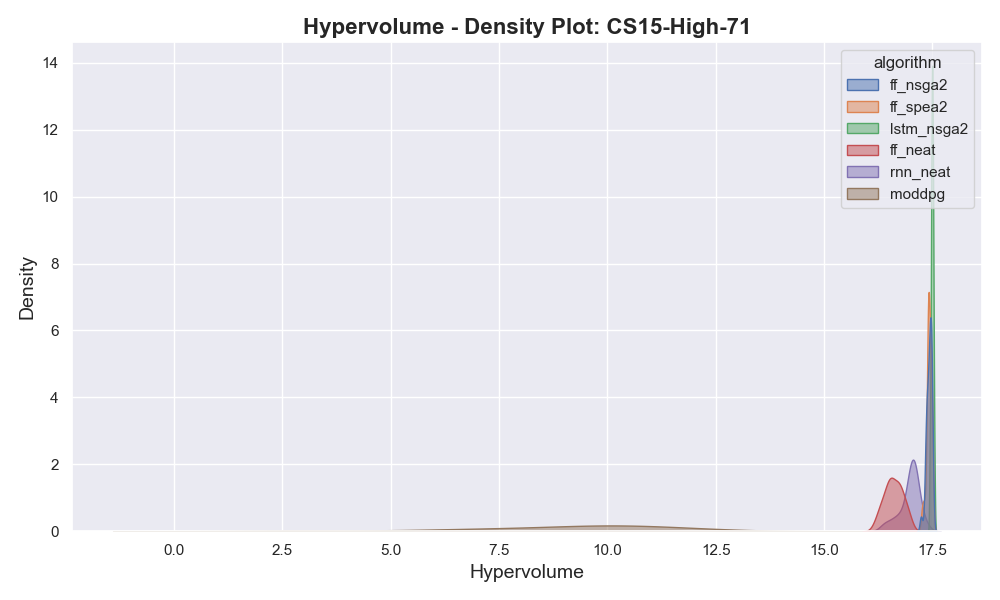 Hypervolume - Density Plot: CS15-High-71
14
12
10
8
6
4
2
0
Density
algorithm
ff_nsga2
ff_spea2
lstm_nsga2
ff_neat
rnn_neat
moddpg
0.0 2.5 5.0 7.5 10.0 12.5 15.0 17.5
Hypervolume